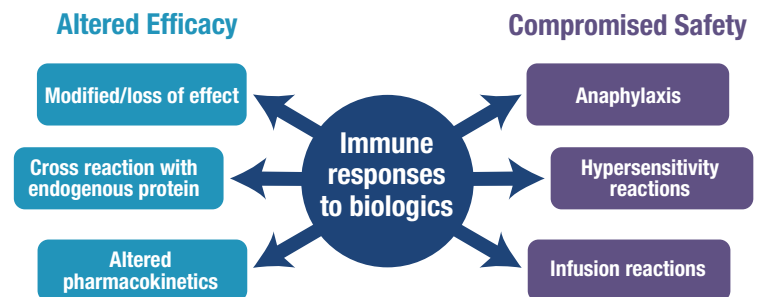 Altered Efficacy
Compromised Safety
Modified/loss of effect
Cross reaction with
endogenous protein
Altered
pharmacokinetics
Immune
responses
to biologics
Anaphylaxis
Hypersensitivity
reactions
Infusion reactions